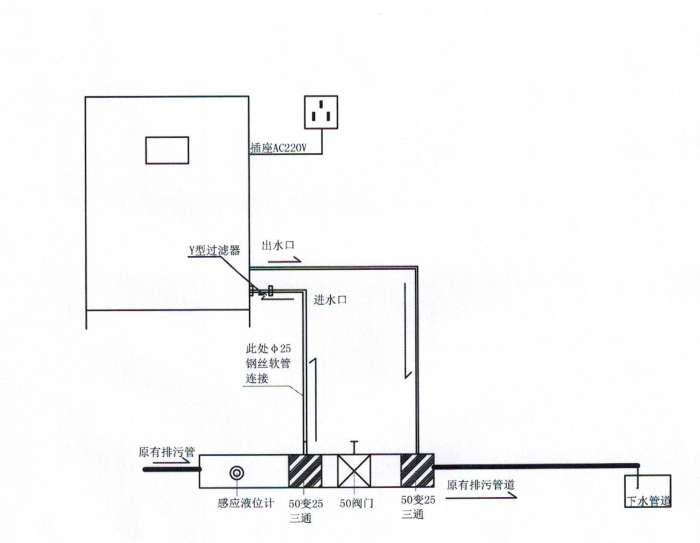 插座AC220V
Y型过滤器
出水口
进水口
此处φ25
钢丝软管
连接
原有排污管
感应液位计
50变25
三通
50阀门
50变25
三通
原有排污管道
下水管道